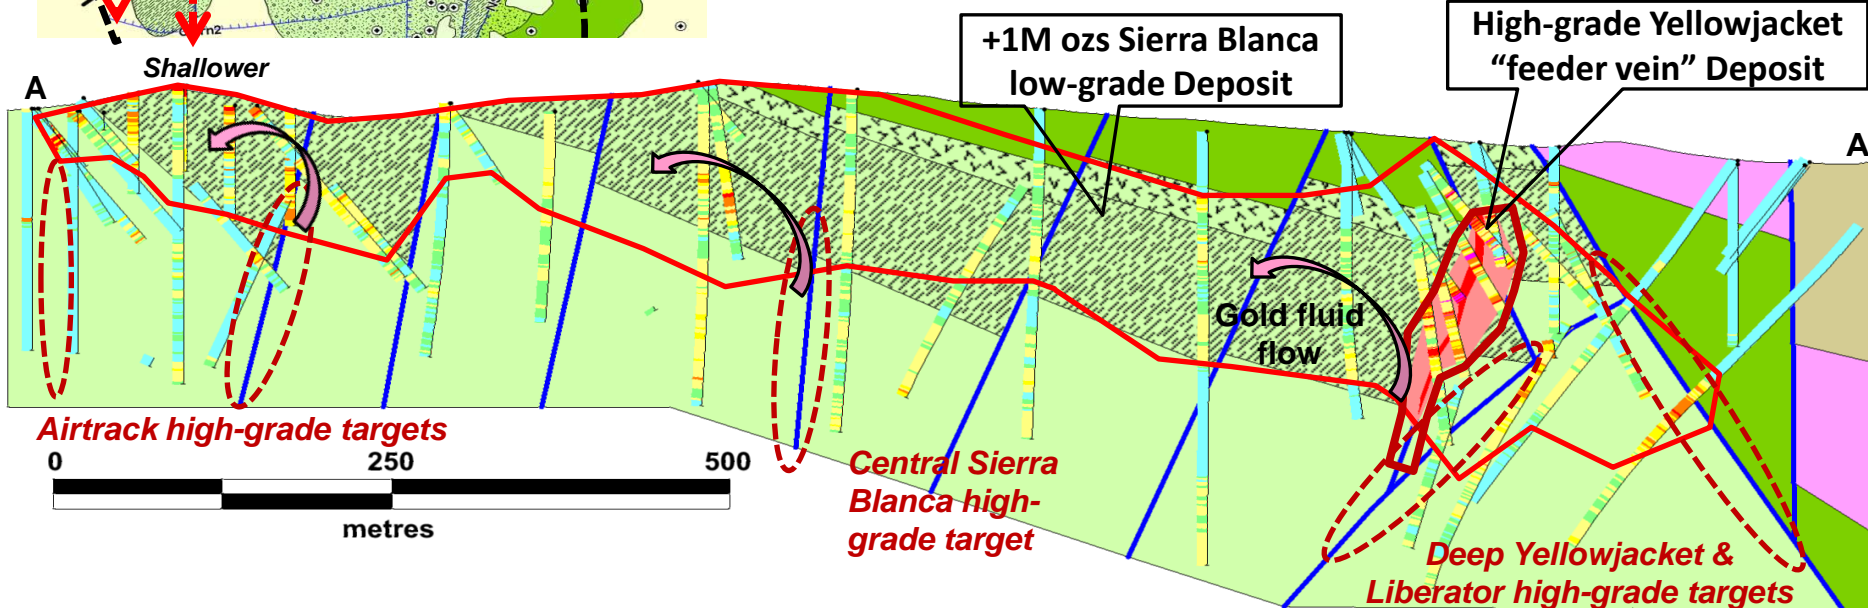 Shallower
A
+1M ozs Sierra Blanca
low-grade Deposit
High-grade Yellowjacket
“feeder vein” Deposit
A
Gold fluid
flow
Airtrack high-grade targets
0 250 500
metres
Central Sierra
Blanca high-
grade target
Deep Yellowjacket &
Liberator high-grade targets